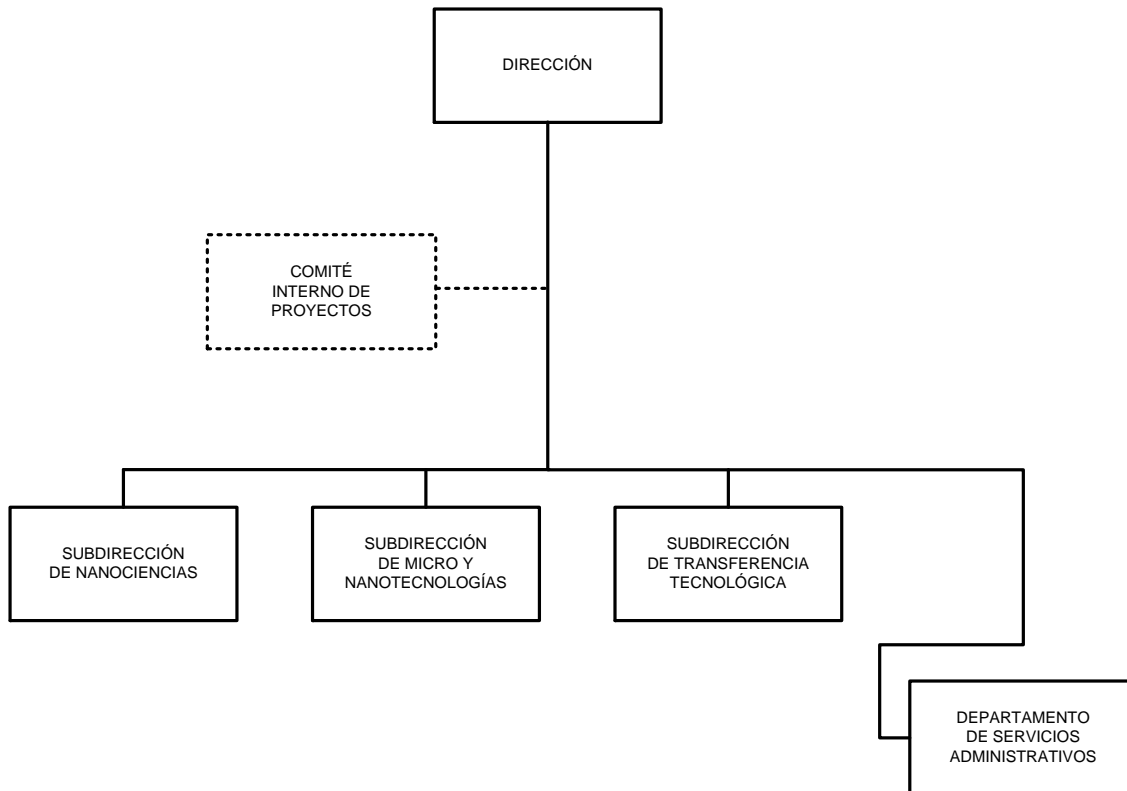 DIRECCIÓN
COMITÉ
INTERNO DE
PROYECTOS
SUBDIRECCIÓN
DE NANOCIENCIAS
SUBDIRECCIÓN
DE MICRO Y
NANOTECNOLOGÍAS
SUBDIRECCIÓN
DE TRANSFERENCIA
TECNOLÓGICA
DEPARTAMENTO
DE SERVICIOS
ADMINISTRATIVOS